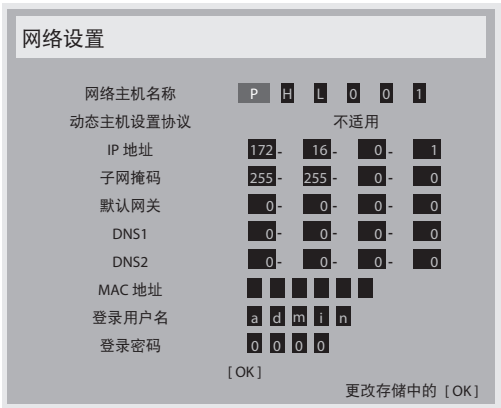 网络设置
网络主机名称 P H L 0 0 1
动态主机设置协议 不适用
IP 地址 172- 16- 0- 1
子网掩码 255- 255- 0- 0
默认网关 0- 0- 0- 0
DNS1 0- 0- 0- 0
DNS2 0- 0- 0- 0
MAC 地址
登录用户名 a d m i n
登录密码 0 0 0 0
[ OK ]
更改存储中的 [ OK ]